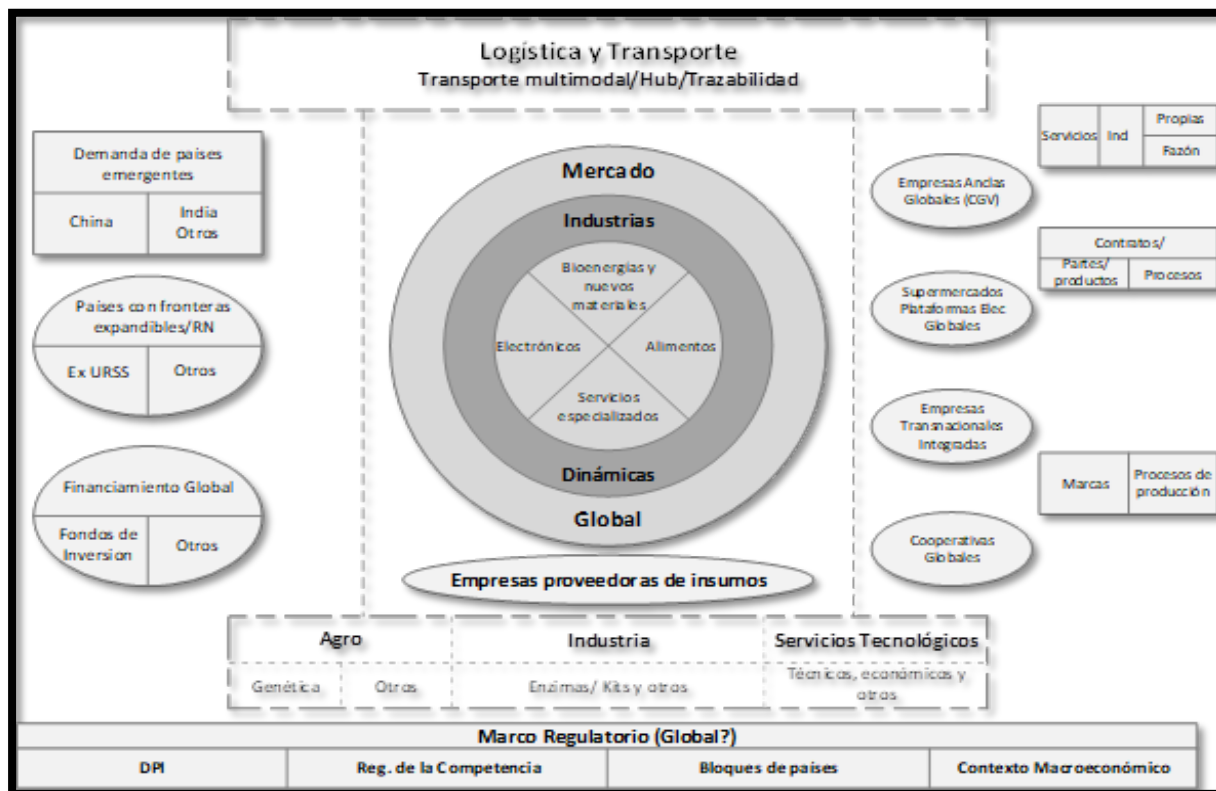 Logística y Transporte
Transporte multimodal/Hub/Trazabilidad
Demanda de países
emergentes
China
India
Otros
Países con fronteras
expandibles/RN
Ex URSS
Otros
Financiamiento Global
Fondos de
Inversion
Otros
Mercado
Industrias
Bioenergías y
nuevos
materiales
Electrónicos
Alimentos
Servicios
especializados
Dinámicas
Global
Empresas proveedoras de insumos
Empresas Anclas
Globales (CGV)
Supermercados
Plataformas Elec
Globales
Empresas
Transnacionales
Integradas
Cooperativas
Globales
Servicios
Ind
Propias
Fazón
Contratos/
Partes/
productos
Procesos
Marcas
Procesos de
producción
Agro
Industria
Servicios Tecnológicos
Genética
Otros
Enzimas/ Kits y otros
Técnicos, económicos y
otros
Marco Regulatorio (Global?)
DPI
Reg. de la Competencia
Bloques de países
Contexto Macroeconómico